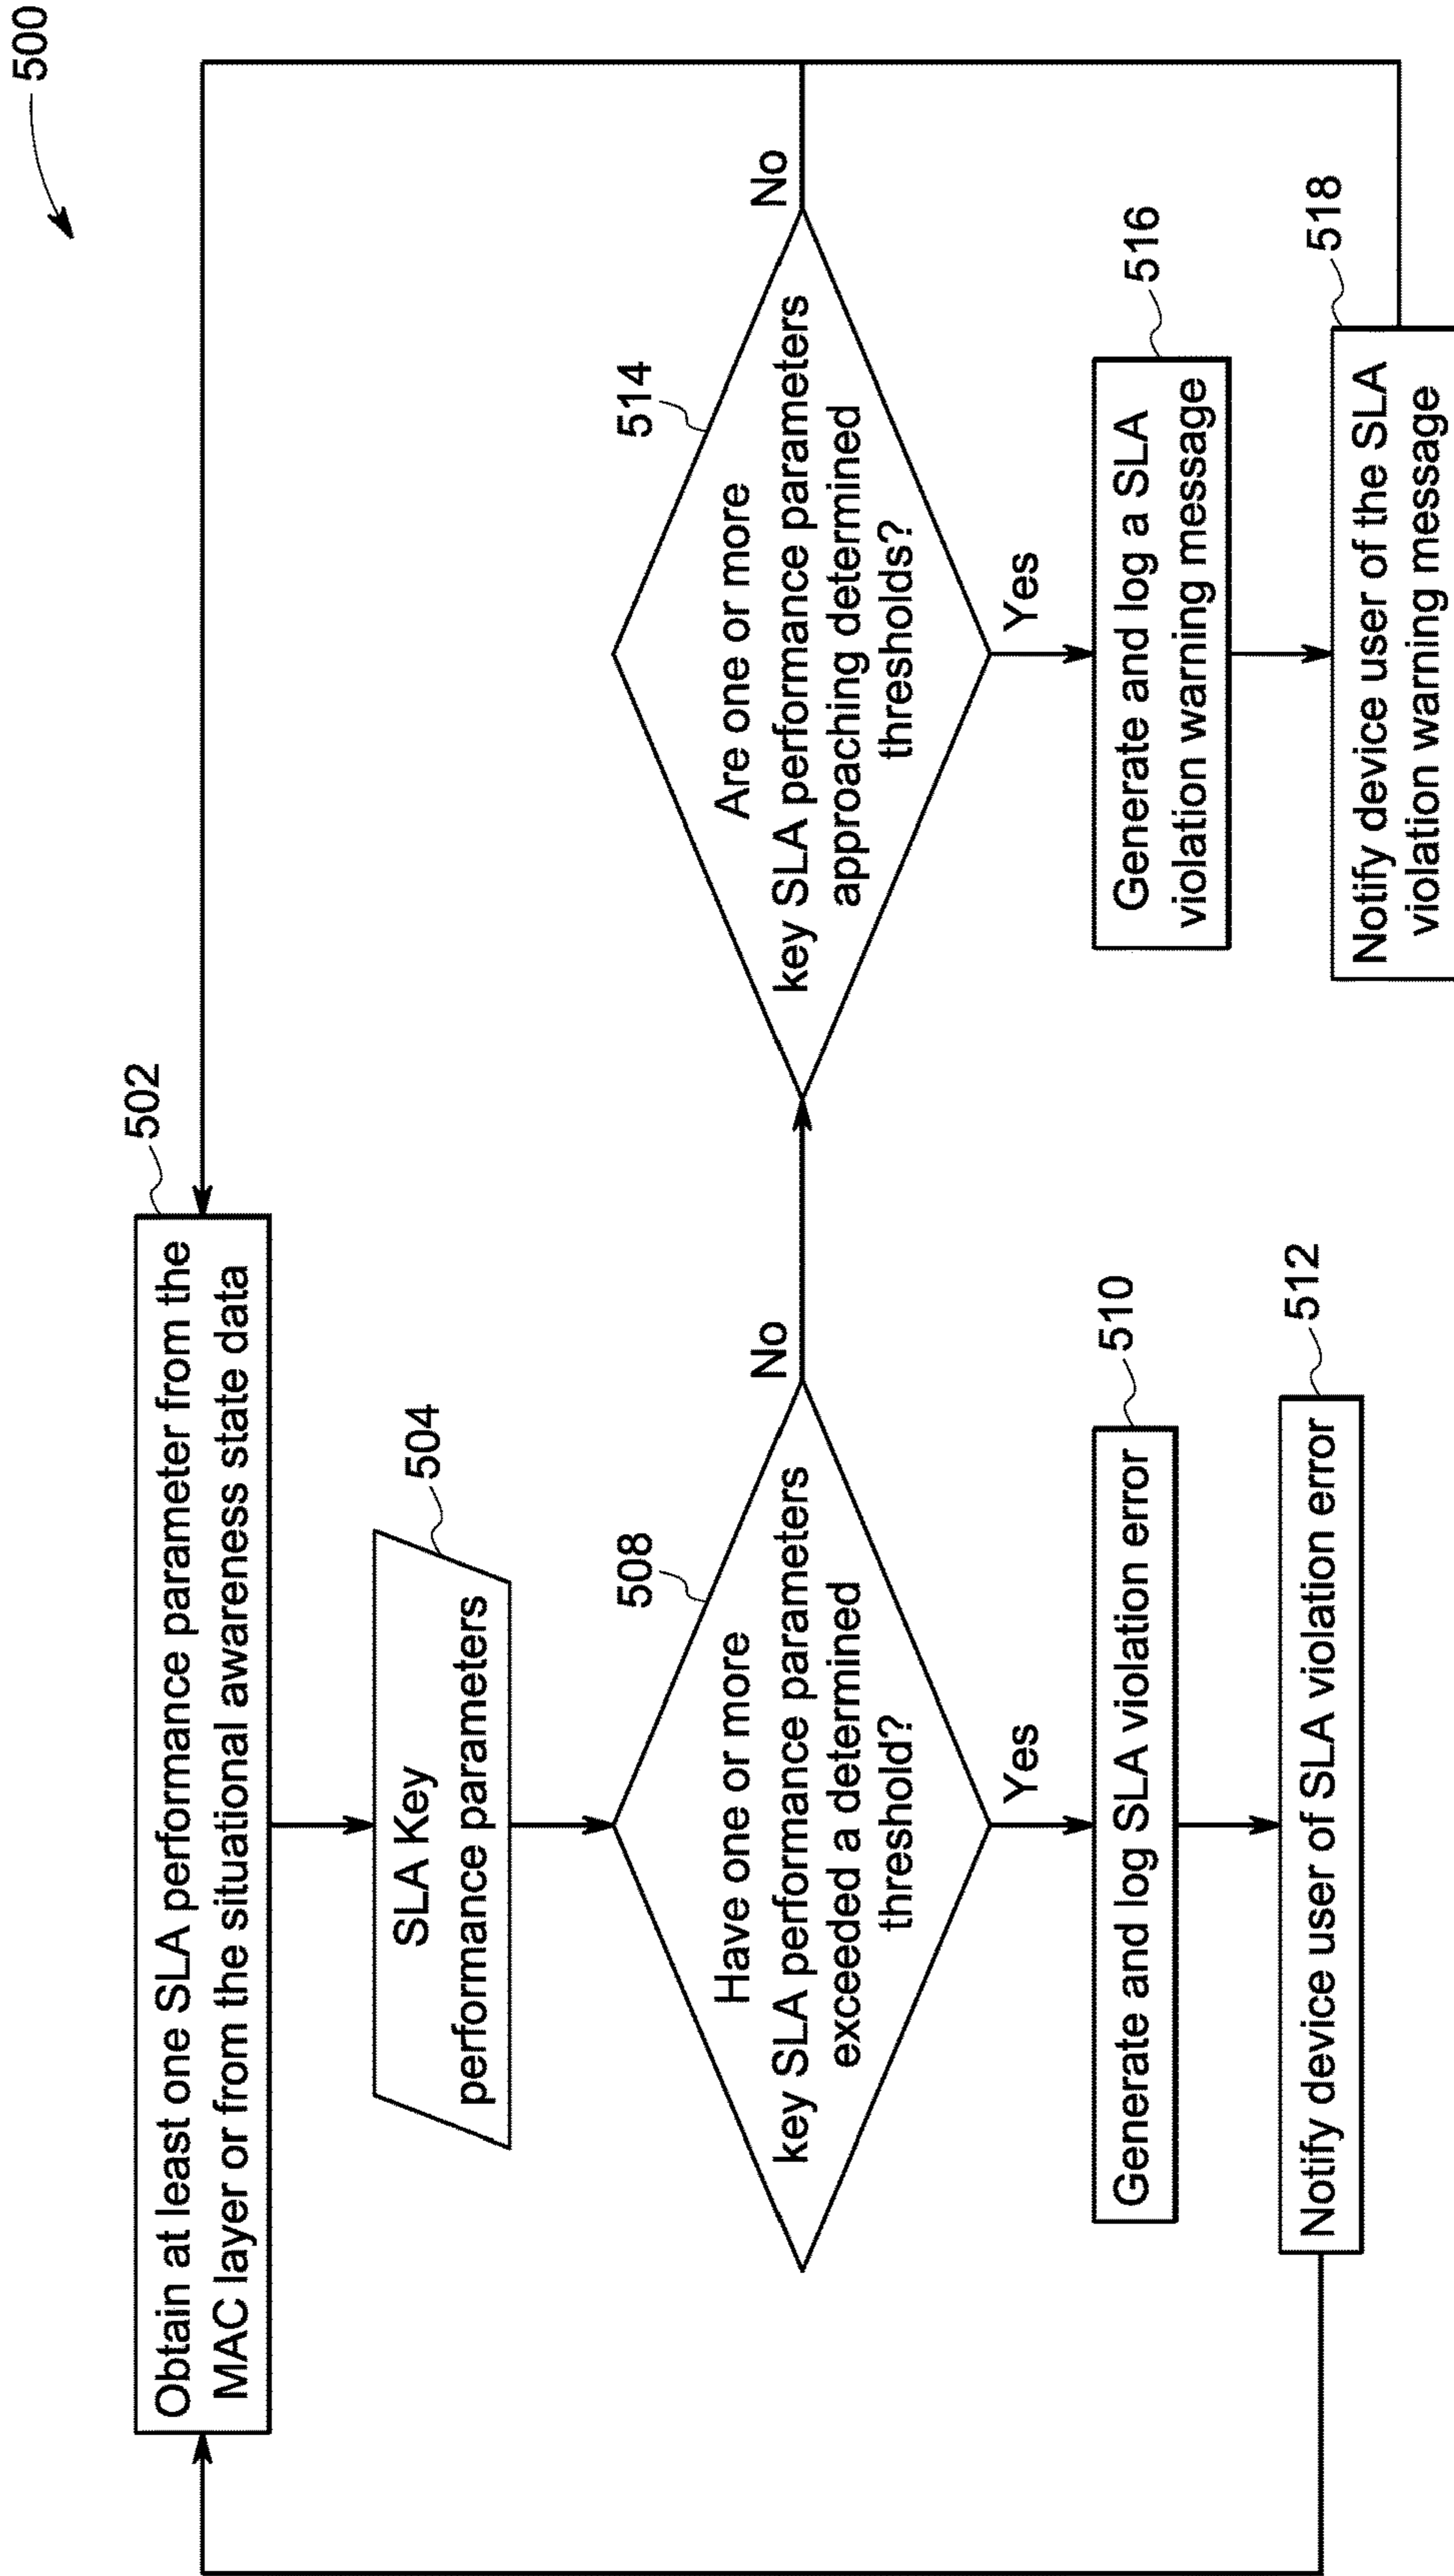 500
502
Obtain at least one SLA performance parameter from the
MAC layer or from the situational awareness state data
504
SLA Key
performance parameters
508
Have one or more
key SLA performance parameters
exceeded a determined
threshold?
No
Yes
510
Generate and log SLA violation error
512
Notify device user of SLA violation error
514
Are one or more
key SLA performance parameters
approaching determined
thresholds?
No
Yes
516
Generate and log a SLA
violation warning message
518
Notify device user of the SLA
violation warning message